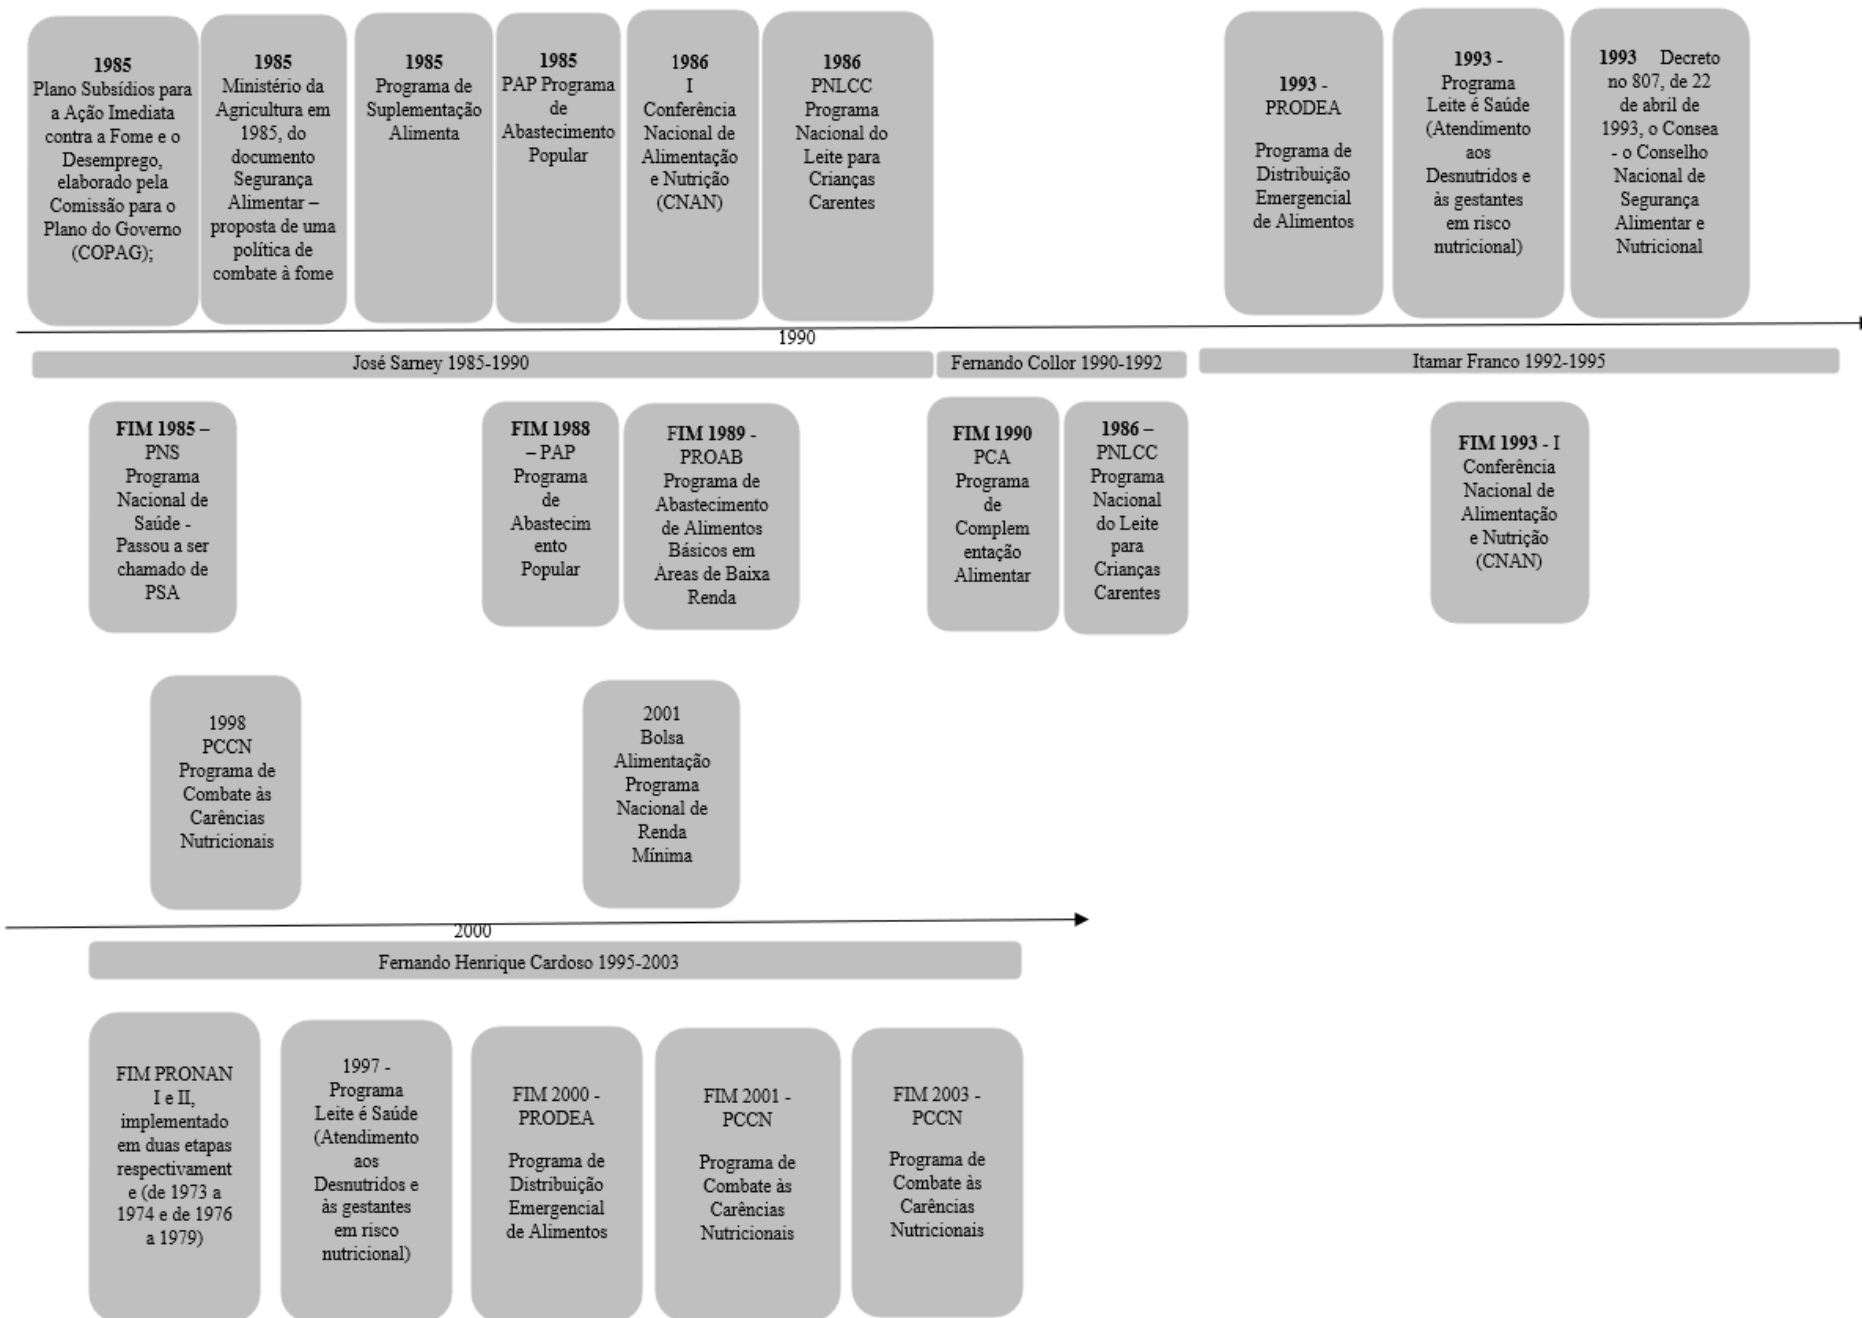 1985
Plano Subsídios para
a Ação Imediata
contra a Fome e o
Desemprego,
elaborado pela
Comissão para o
Plano do Governo
(COPAG);
1985
Ministério da
Agricultura em
1985, do
documento
Segurança
Alimentar –
proposta de uma
política de
combate à fome
1985
Programa de
Suplementação
Alimenta
1985
PAP Programa
de
Abastecimento
Popular
1986
I
Conferência
Nacional de
Alimentação
e Nutrição
(CNAN)
1986
PNLCC
Programa
Nacional do
Leite para
Crianças
Carentes
1993 -
PRODEA
Programa de
Distribuição
Emergencial
de Alimentos
1993 -
Programa
Leite é Saúde
(Atendimento
aos
Desnutridos e
às gestantes
em risco
nutricional)
1993 Decreto
no 807, de 22
de abril de
1993, o Consea
- o Conselho
Nacional de
Segurança
Alimentar e
Nutricional
1990
José Sarney 1985-1990
Fernando Collor 1990-1992
Itamar Franco 1992-1995
FIM 1985 –
PNS
Programa
Nacional de
Saúde -
Passou a ser
chamado de
PSA
FIM 1988
– PAP
Programa
de
Abastecim
ento
Popular
FIM 1989 -
PROAB
Programa de
Abastecimento
de Alimentos
Básicos em
Áreas de Baixa
Renda
FIM 1990
PCA
Programa
de
Complem
entação
Alimentar
1986 –
PNLCC
Programa
Nacional
do Leite
para
Crianças
Carentes
FIM 1993 - I
Conferência
Nacional de
Alimentação
e Nutrição
(CNAN)
1998
PCCN
Programa de
Combate às
Carências
Nutricionais
2001
Bolsa
Alimentação
Programa
Nacional de
Renda
Mínima
2000
Fernando Henrique Cardoso 1995-2003
FIM PRONAN
I e II,
implementado
em duas etapas
respectivament
e (de 1973 a
1974 e de 1976
a 1979)
1997 -
Programa
Leite é Saúde
(Atendimento
aos
Desnutridos e
às gestantes
em risco
nutricional)
FIM 2000 -
PRODEA
Programa de
Distribuição
Emergencial
de Alimentos
FIM 2001 -
PCCN
Programa de
Combate às
Carências
Nutricionais
FIM 2003 -
PCCN
Programa de
Combate às
Carências
Nutricionais